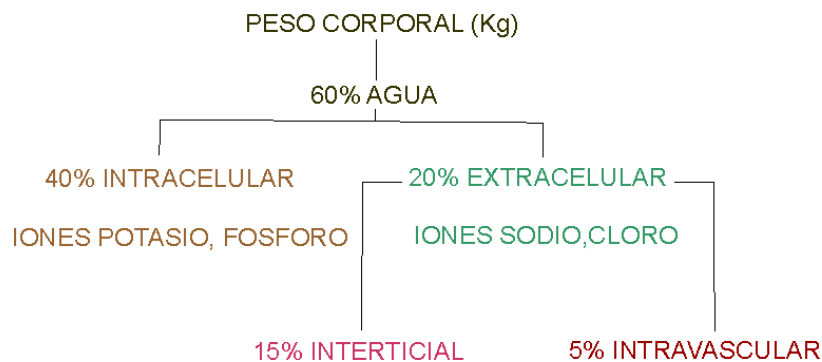 PESO CORPORAL (Kg)
60% AGUA
40% INTRACELULAR
20% EXTRACELULAR
IONES POTASIO, FOSFORO
IONES SODIO,CLORO
15% INTERTICIAL
5% INTRAVASCULAR